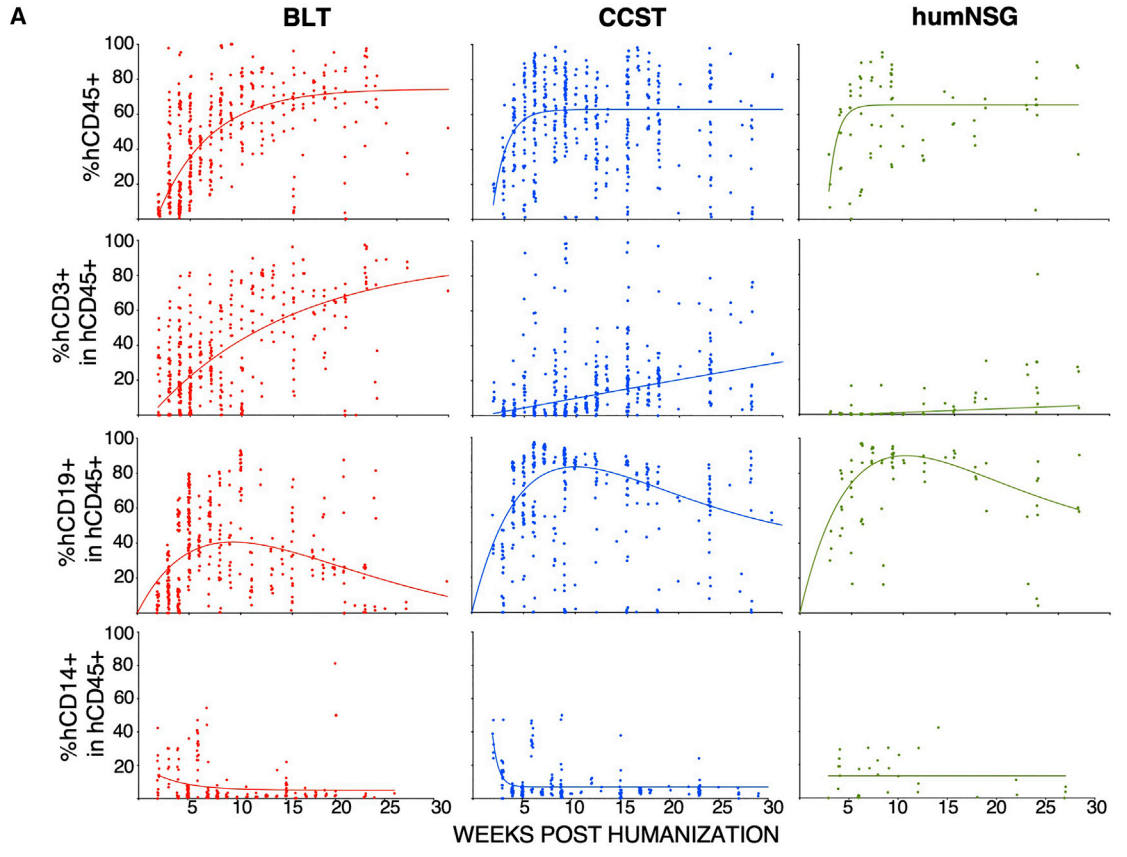 A
BLT CCST humNSG
%hCD45+
100
80
60
40
20
%hCD3+
in hCD45+
100
80
60
40
20
%hCD19+
in hCD45+
100
80
60
40
20
%hCD14+
in hCD45+
100
80
60
40
20
5 10 15 20 25 30 5 10 15 20 25 30 5 10 15 20 25 30
WEEKS POST HUMANIZATION